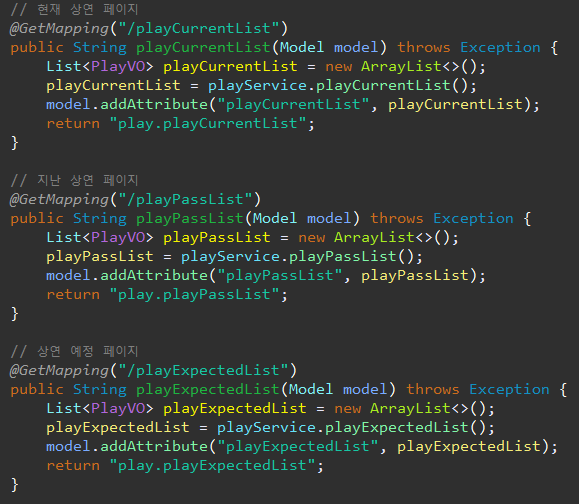 // 현재 상연 페이지
@GetMapping("/playCurrentList")
public String playCurrentList(Model model) throws Exception {
    List<PlayVO> playCurrentList = new ArrayList<>();
    playCurrentList = playService.playCurrentList();
    model.addAttribute("playCurrentList", playCurrentList);
    return "play.playCurrentList";
}

// 지난 상연 페이지
@GetMapping("/playPassList")
public String playPassList(Model model) throws Exception {
    List<PlayVO> playPassList = new ArrayList<>();
    playPassList = playService.playPassList();
    model.addAttribute("playPassList", playPassList);
    return "play.playPassList";
}

// 상연 예정 페이지
@GetMapping("/playExpectedList")
public String playExpectedList(Model model) throws Exception {
    List<PlayVO> playExpectedList = new ArrayList<>();
    playExpectedList = playService.playExpectedList();
    model.addAttribute("playExpectedList", playExpectedList);
    return "play.playExpectedList";
}